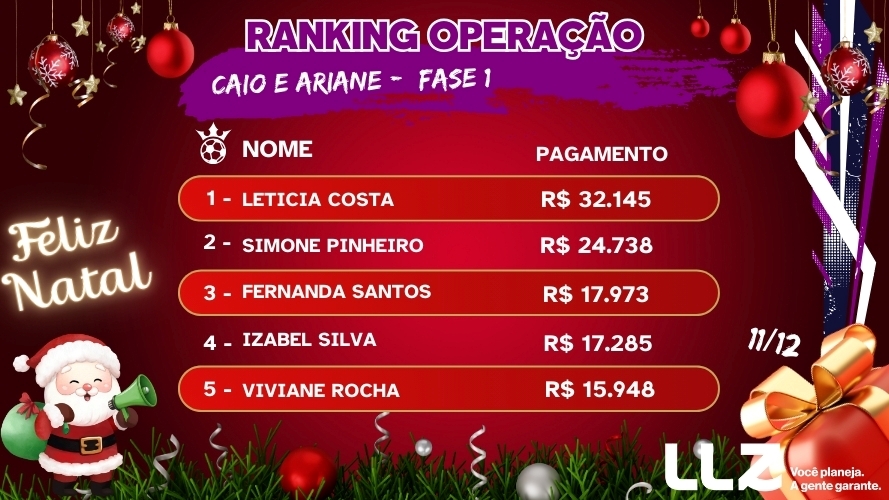 RANKING OPERAÇÃO
CAIO E ARIANE - FASE 1
NOME PAGAMENTO
1 - LETICIA COSTA R$ 32.145
2 - SIMONE PINHEIRO R$ 24.738
3 - FERNANDA SANTOS R$ 17.973
4 - IZABEL SILVA R$ 17.285
5 - VIVIANE ROCHA R$ 15.948
Feliz
Natal
11/12
LLZ
Você planeja.
A gente garante.